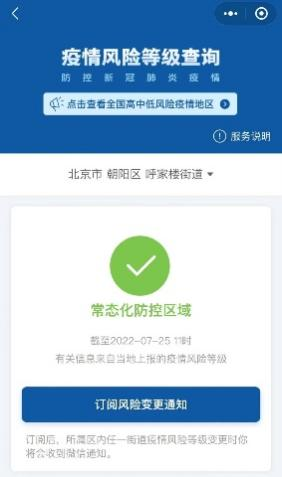 疫情风险等级查询
防控新冠肺炎疫情
点击查看全国高中低风险疫情地区
服务说明
北京市 朝阳区 呼家楼街道
常态化防控区域
截至2022-07-25 11时
有关信息来自当地上报的疫情风险等级
订阅风险变更通知
订阅后、所属区内任一街道疫情风险等级变更时你
将会收到微信通知。